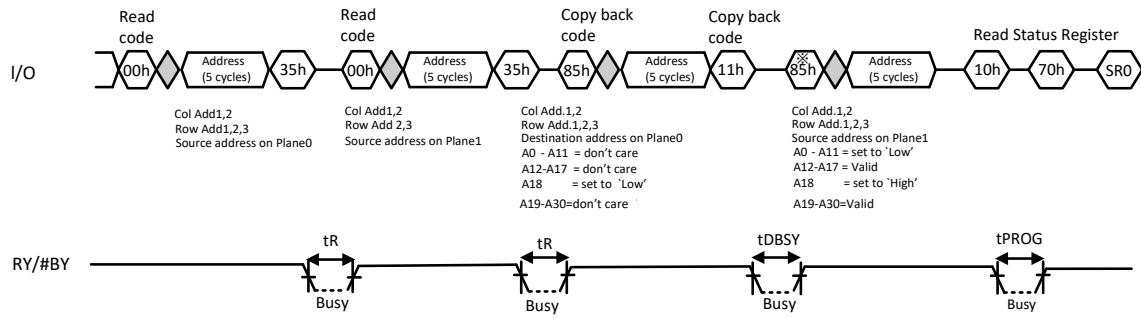 Read code
Read code
Copy back code
Copy back code
Read Status Register
I/O
00h
Address (5 cycles)
35h
00h
Address (5 cycles)
35h
85h
Address (5 cycles)
11h
※
85h
Address (5 cycles)
10h
70h
SR0
Col Add1,2
Row Add1,2,3
Source address on Plane0
Col Add1,2
Row Add 2,3
Source address on Plane1
Col Add.1,2
Row Add.1,2,3
Destination address on Plane0
A0 - A11 = don't care
A12-A17 = don't care
A18 = set to `Low'
A19-A30=don't care
Col Add.1,2
Row Add.1,2,3
Source address on Plane1
A0 - A11 = set to `Low'
A12-A17 = Valid
A18 = set to `High'
A19-A30=Valid
RY/#BY
tR
Busy
tR
Busy
tDBSY
Busy
tPROG
Busy